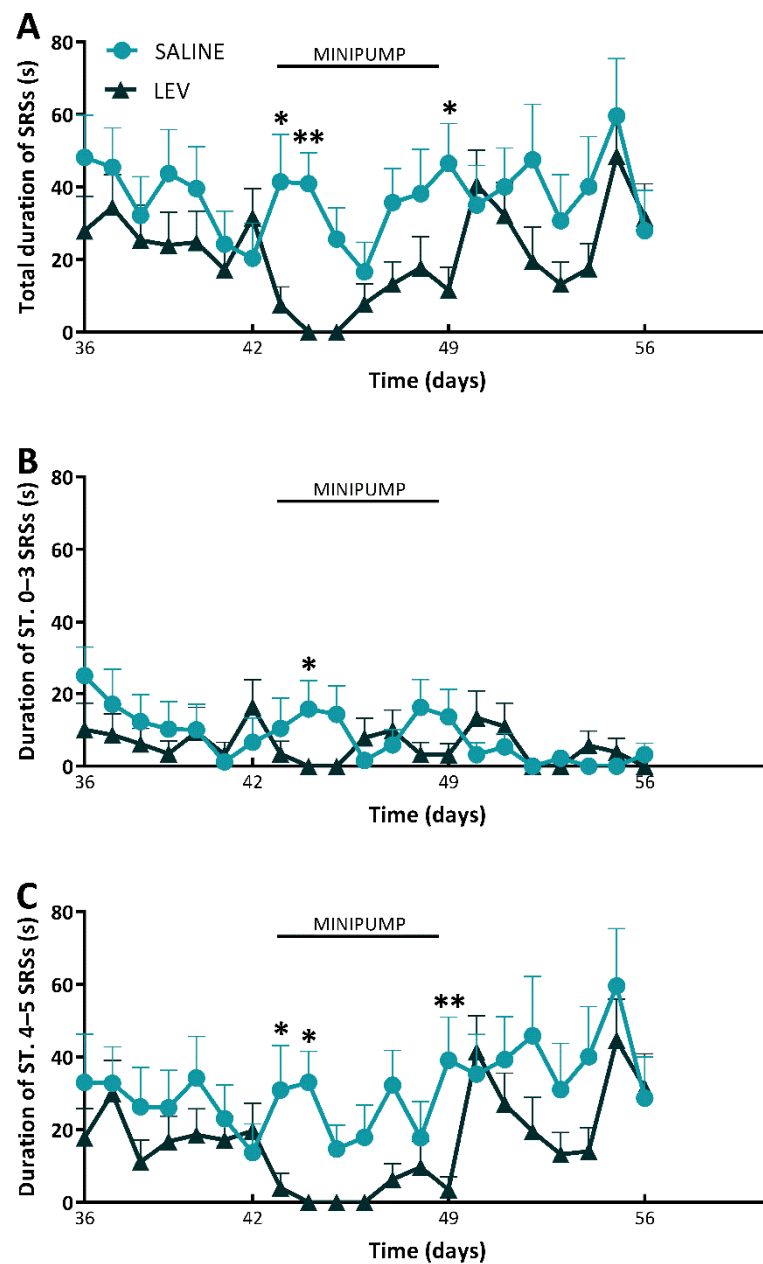 A
Total duration of SRSs (s)
80
60
40
20
0
SALINE
LEV
MINIPUMP
*
**
*
36
42
49
56
Time (days)
B
Duration of ST. 0–3 SRSs (s)
80
60
40
20
0
MINIPUMP
*
36
42
49
56
Time (days)
C
Duration of ST. 4–5 SRSs (s)
80
60
40
20
0
MINIPUMP
*
*
**
36
42
49
56
Time (days)